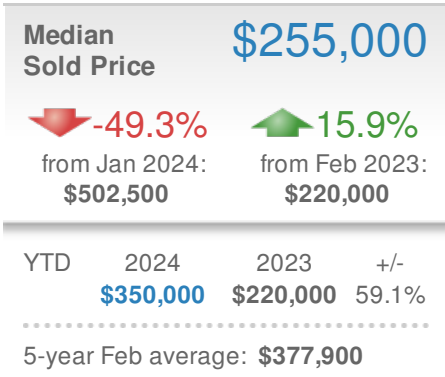 Median
Sold Price
$255,000
-49.3%
from Jan 2024:
$502,500
15.9%
from Feb 2023:
$220,000
YTD 2024 2023 +/-
$350,000 $220,000 59.1%
5-year Feb average: $377,900